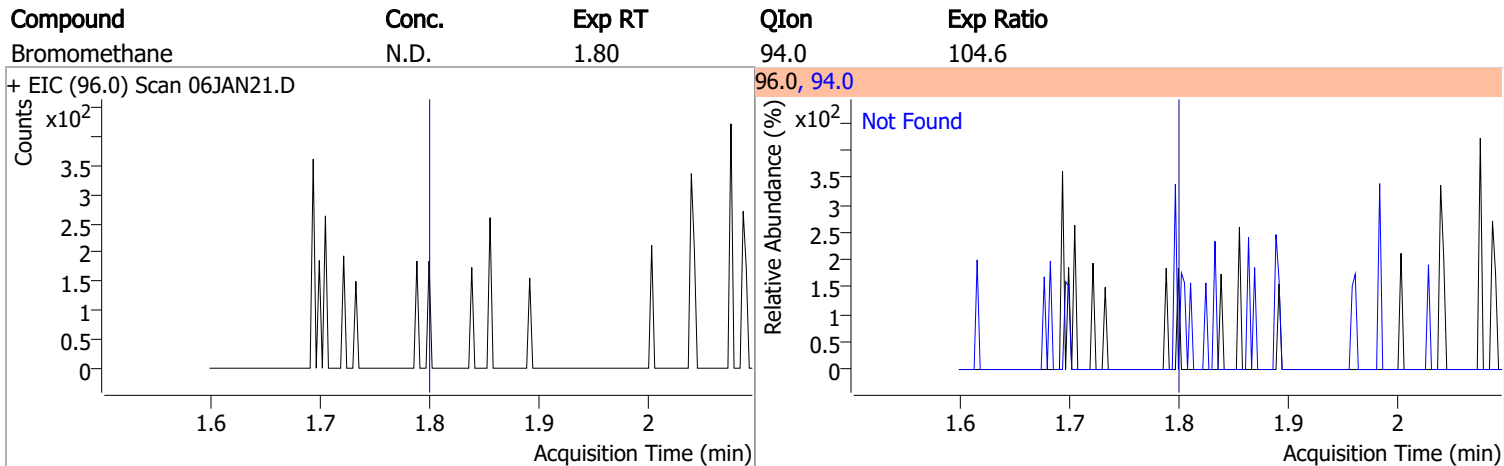 Compound Conc. Exp RT QIon Exp Ratio
Bromomethane N.D. 1.80 94.0 104.6
+ EIC (96.0) Scan 06JAN21.D
Counts
x10²
3.5
3
2.5
2
1.5
1
0.5
0
1.6 1.7 1.8 1.9 2
Acquisition Time (min)
96.0, 94.0
Relative Abundance (%)
x10²
Not Found
3.5
3
2.5
2
1.5
1
0.5
0
1.6 1.7 1.8 1.9 2
Acquisition Time (min)